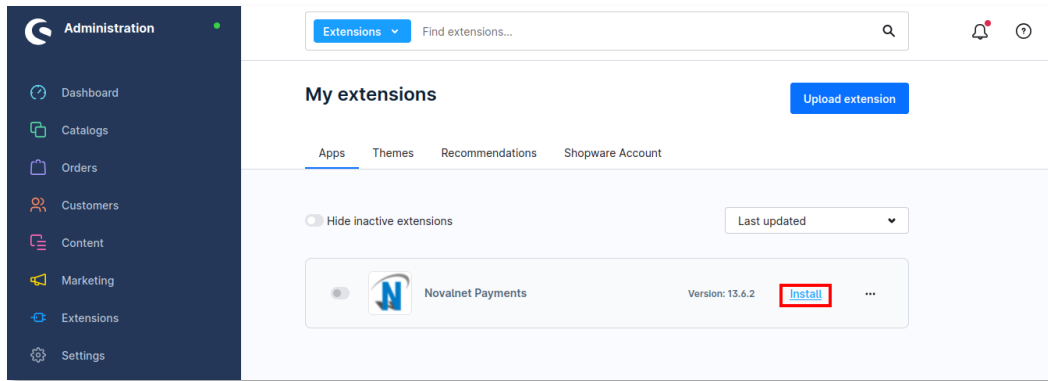 Administration
Dashboard
Catalogs
Orders
Customers
Content
Marketing
Extensions
Settings
Extensions
Find extensions...
My extensions
Upload extension
Apps
Themes
Recommendations
Shopware Account
Hide inactive extensions
Last updated
Novalnet Payments
Version: 13.6.2
Install